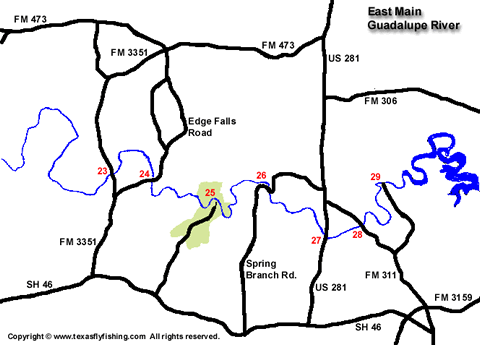 East Main
Guadalupe River
FM 473
FM 3351
FM 473
US 281
FM 306
Edge Falls
Road
23
24
25
26
29
27
28
FM 3351
Spring
Branch Rd.
FM 311
SH 46
US 281
FM 3159
SH 46
Copyright © www.texasflyfishing.com All rights reserved.